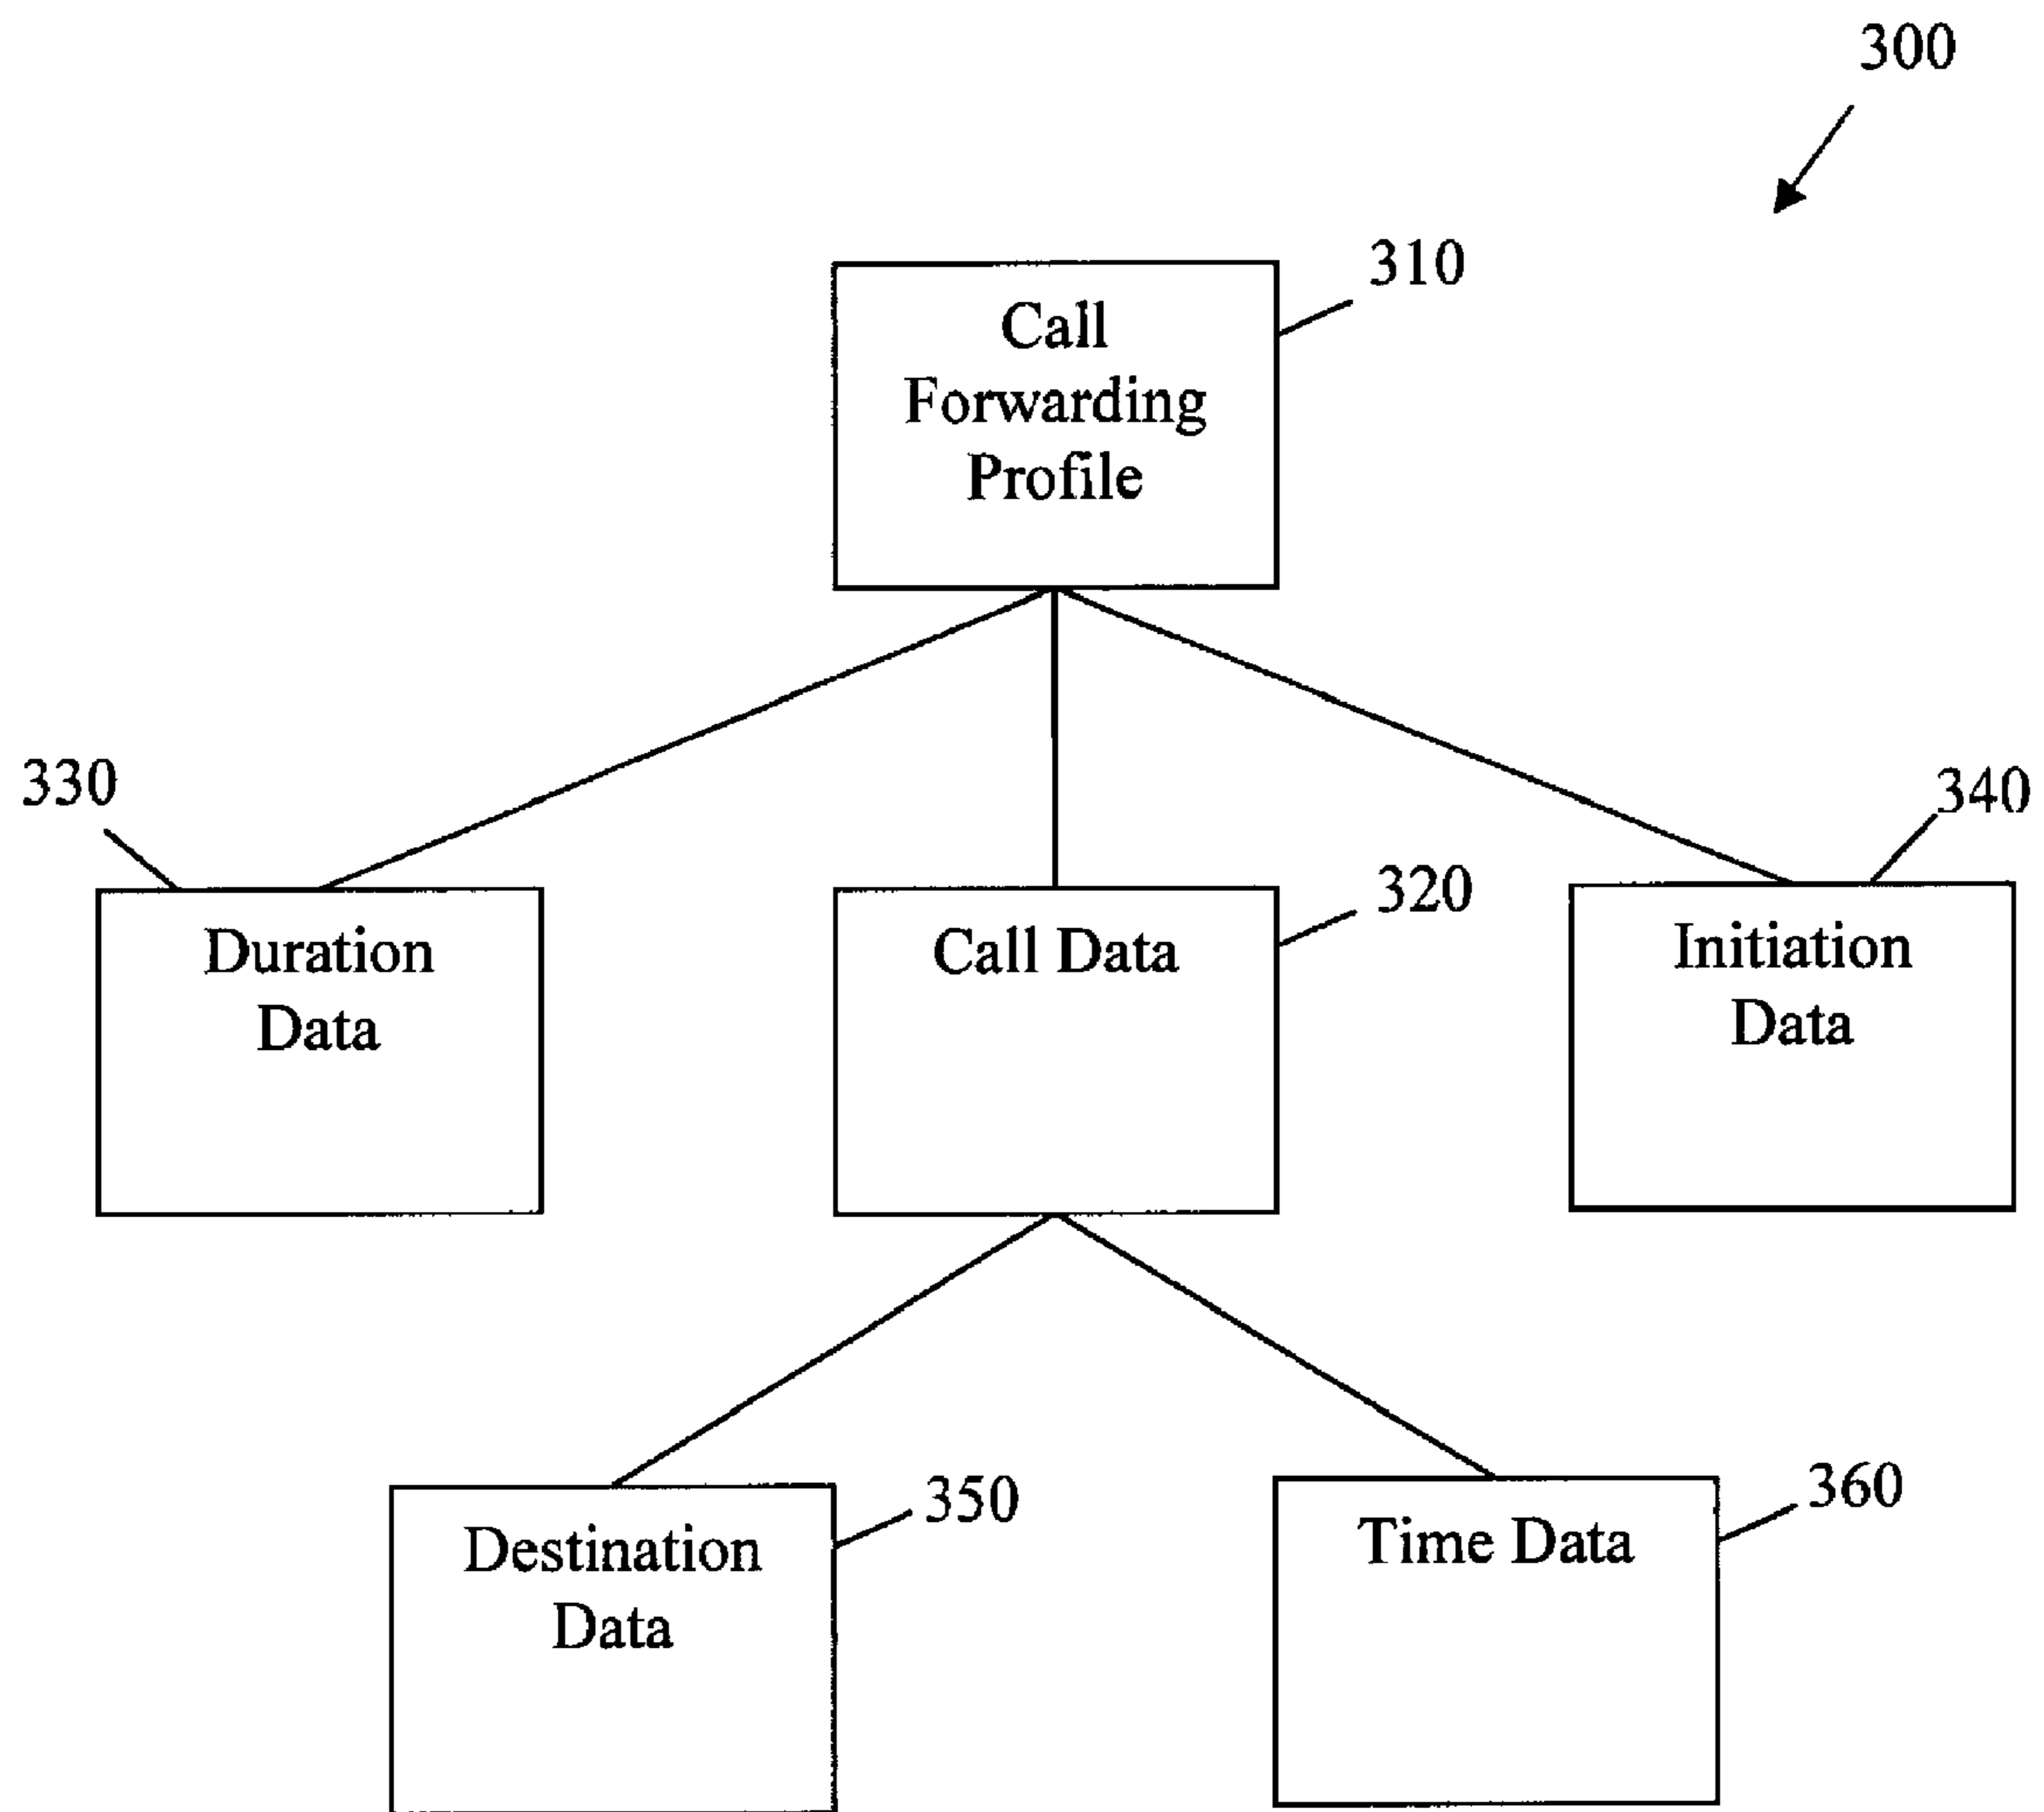 300
310
Call
Forwarding
Profile
330
340
320
Duration
Data
Call Data
Initiation
Data
350
360
Destination
Data
Time Data